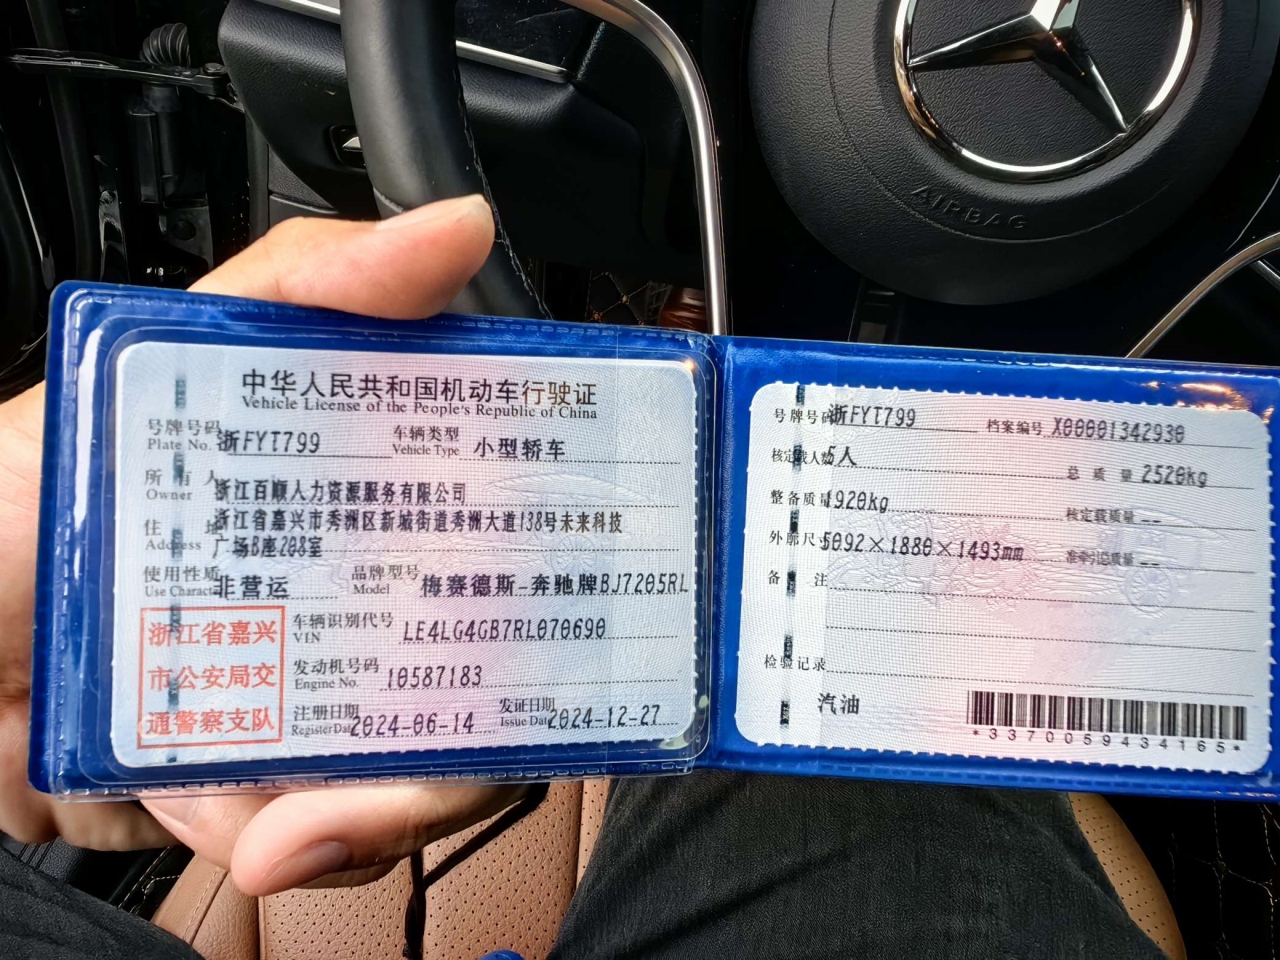 AIRBAG
中华人民共和国机动车行驶证
Vehicle License of the People's Republic of China
号牌号码 浙FYT799 车辆类型 小型轿车
Plate No. Vehicle Type
所有人 浙江百顺人力资源服务有限公司
Owner
住址 浙江省嘉兴市秀洲区新城街道秀洲大道138号未来科技
Address 广场B座208室
使用性质 非营运 品牌型号 梅赛德斯-奔驰牌BJ7205RL
Use Charact Model
浙江省嘉兴
市公安局交
通警察支队
车辆识别代号 LE4LG4GB7RL070690
VIN
发动机号码 10587183
Engine No.
注册日期 2024-06-14 发证日期 2024-12-27
Register Dat Issue Dat
号牌号码 浙FYT799 档案编号 X00001342930
核定载人数 5人 总质量 2520kg
整备质量 1920kg 核定载质量 --
外廓尺寸 5092×1880×1493mm 准牵引总质量 --
备注
检验记录
汽油
*3370059434165*